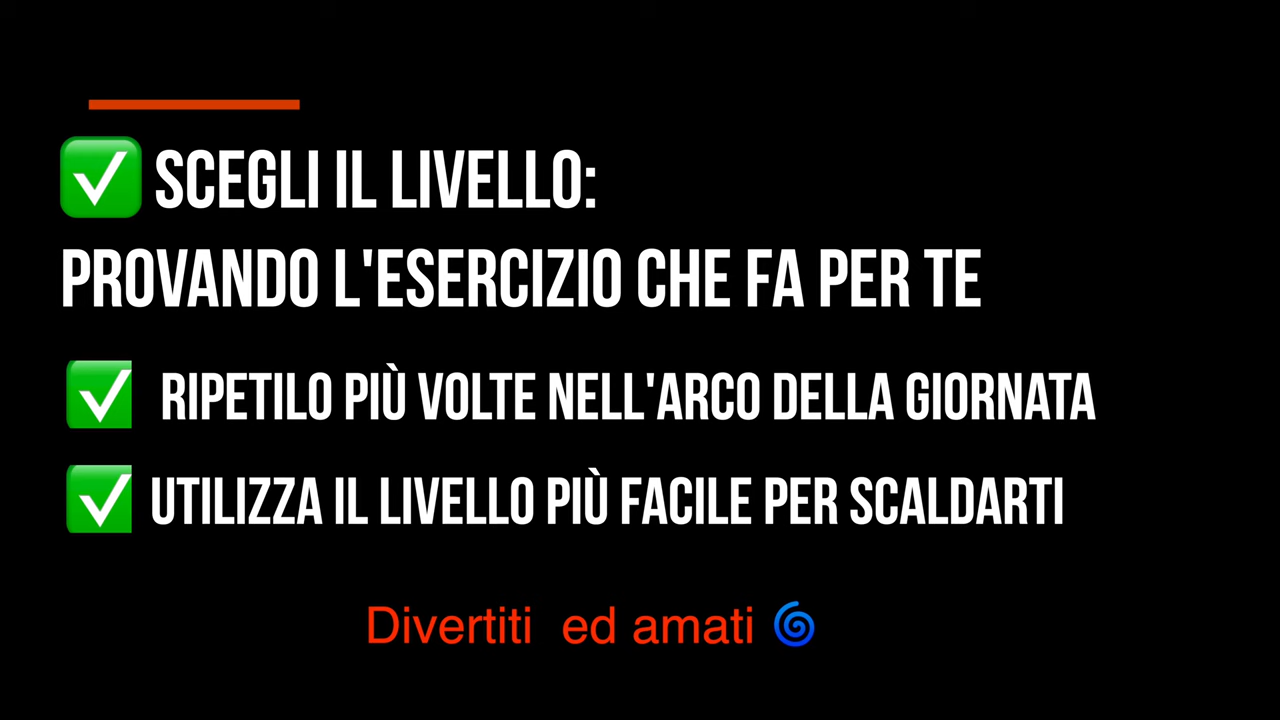 ✅ SCEGLI IL LIVELLO:
PROVANDO L'ESERCIZIO CHE FA PER TE
✅ RIPETILO PIÙ VOLTE NELL'ARCO DELLA GIORNATA
✅ UTILIZZA IL LIVELLO PIÙ FACILE PER SCALDARTI
Divertiti ed amati 🌀